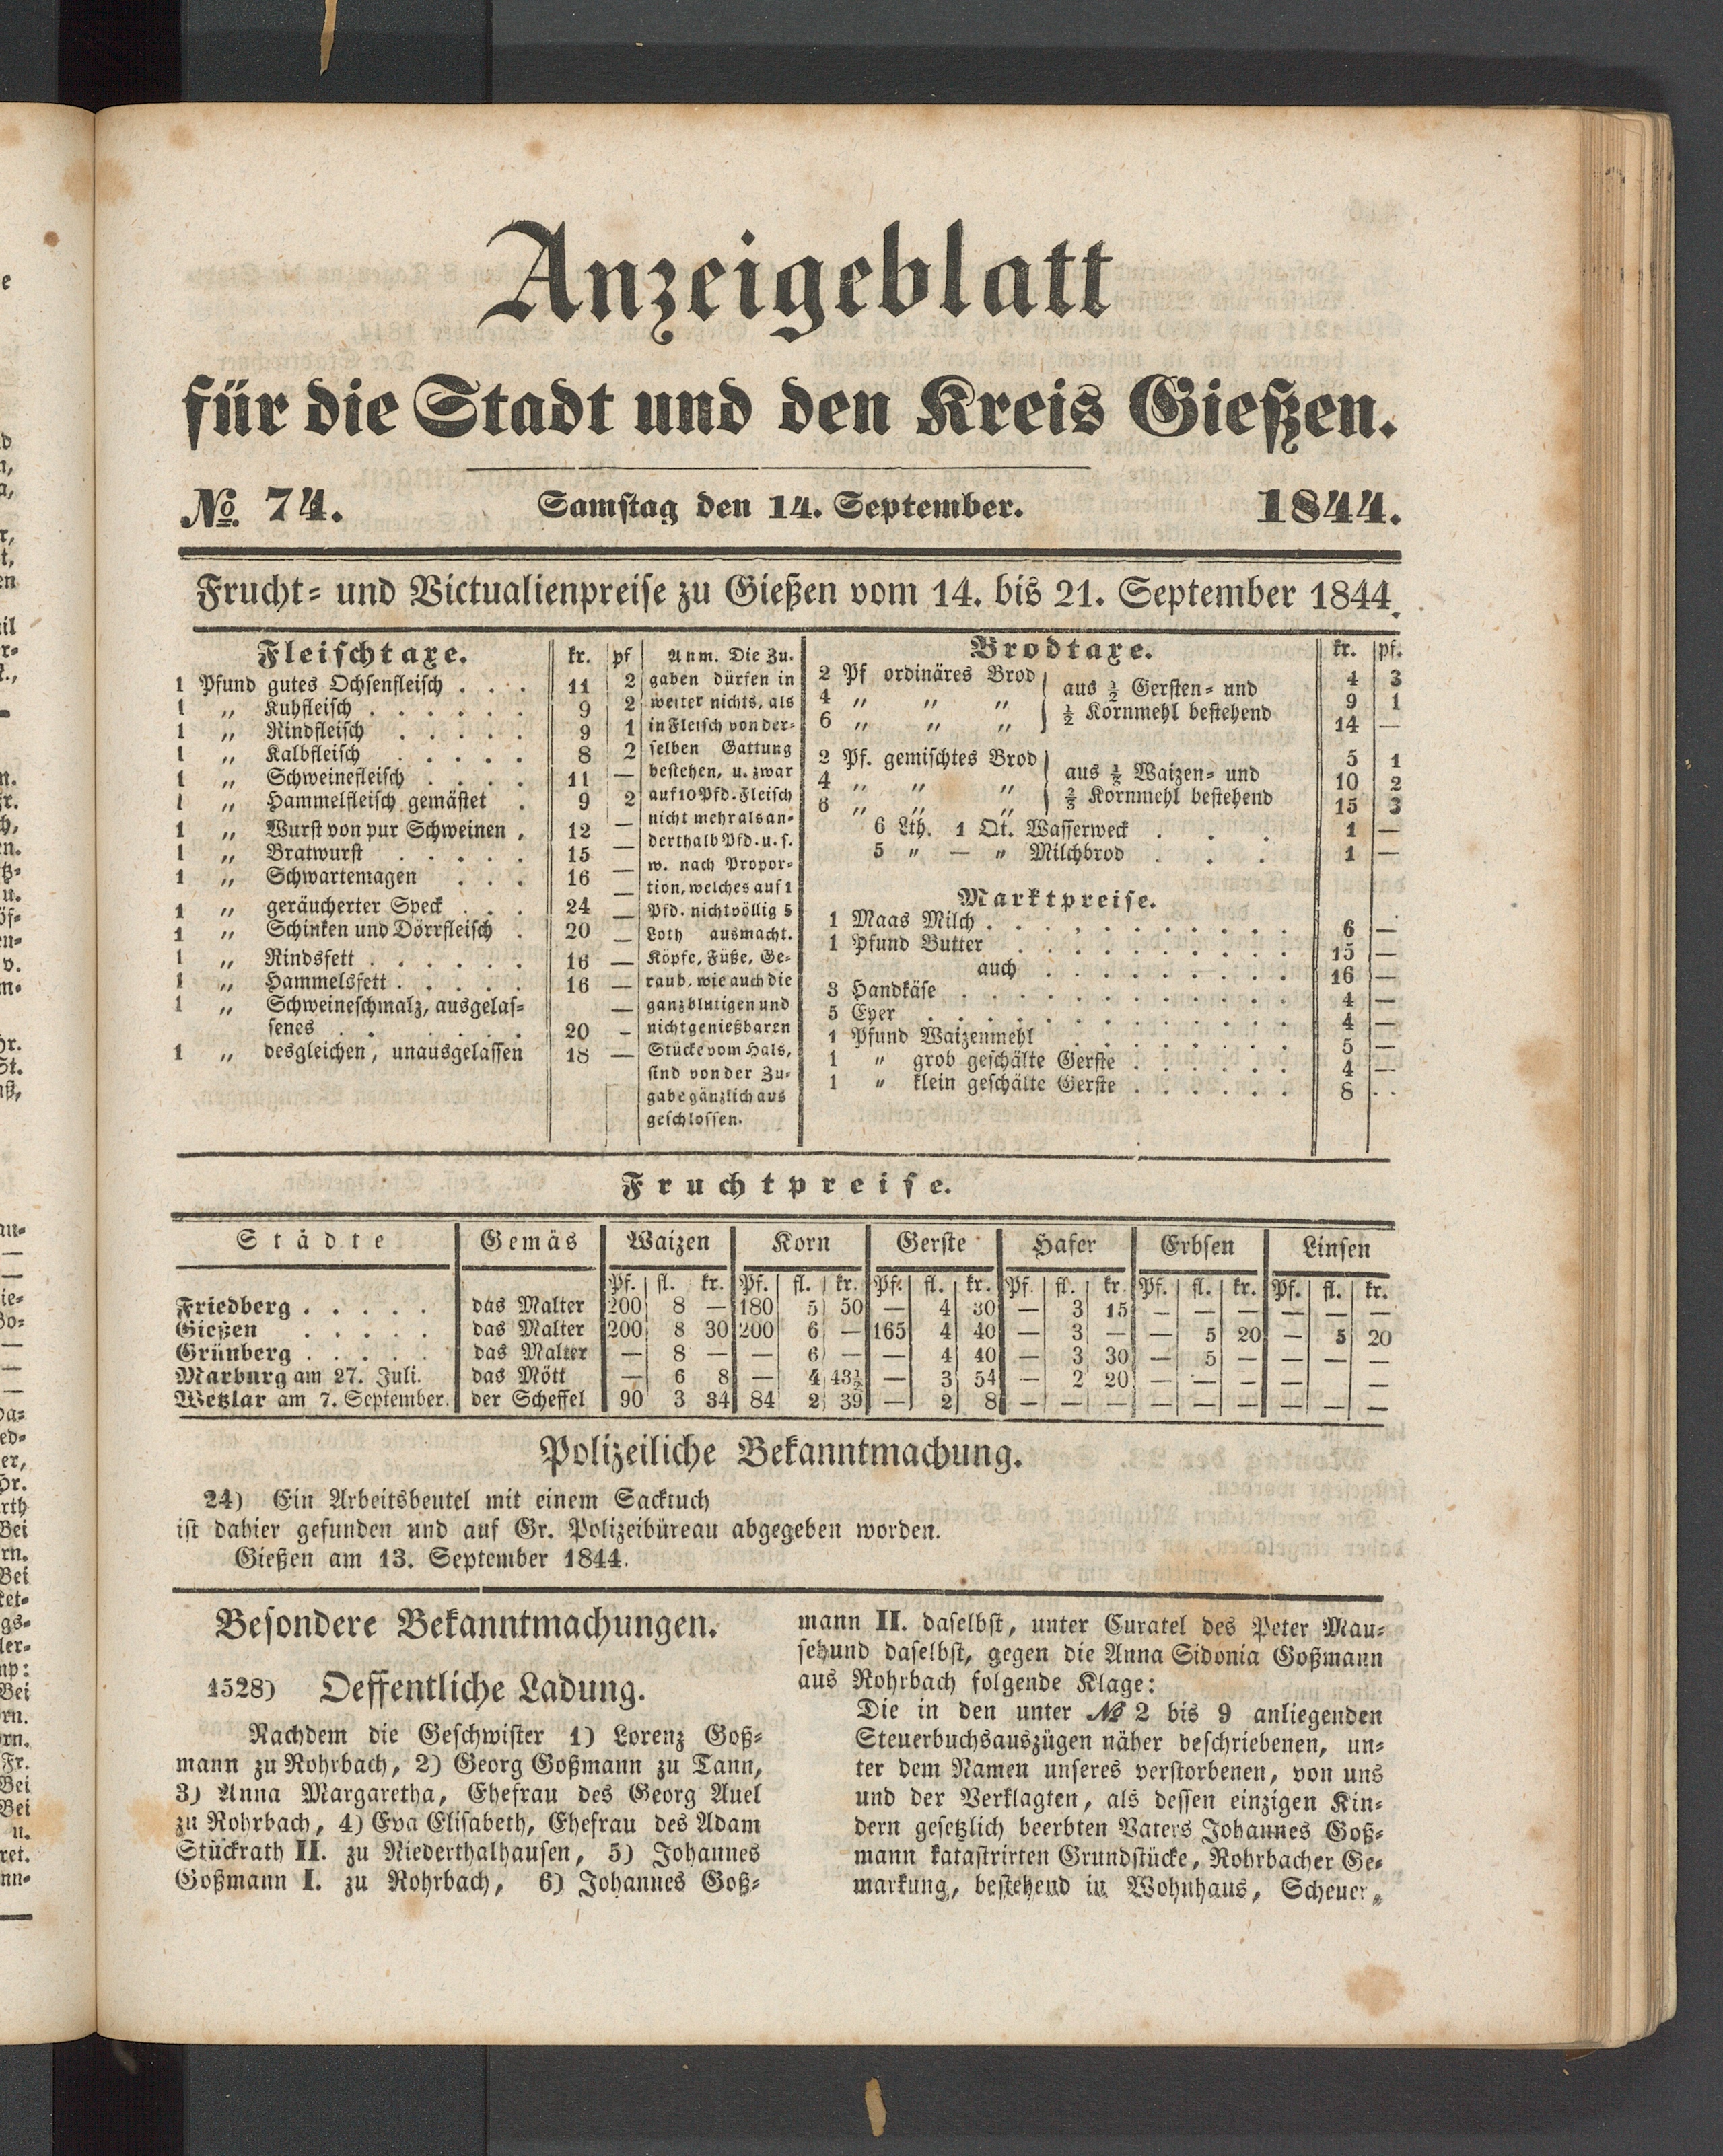 Anzeigeblatt
für die Stadt und den Kreis Gießen.
No. 74. Samstag den 14. September. 1844.
Frucht- und Victualienpreise zu Gießen vom 14. bis 21. September 1844.
Fleischtaxe. kr. pf
1 Pfund gutes Ochsenfleisch . . . 11 2
1 „ Kuhfleisch . . . . . . 9 2
1 „ Rindfleisch . . . . . 9 1
1 „ Kalbfleisch . . . . . 8 2
1 „ Schweinefleisch . . . . 11 —
1 „ Hammelfleisch gemästet . 9 2
1 „ Wurst von pur Schweinen . 12 —
1 „ Bratwurst . . . . . 15 —
1 „ Schwartemagen . . . 16 —
1 „ geräucherter Speck . . . 24 —
1 „ Schinken und Dörrfleisch . 20 —
1 „ Rindsfett . . . . . . 16 —
1 „ Hammelsfett . . . . . 16 —
1 „ Schweineschmalz, ausgelas- —
senes . . . . . . 20 -
1 „ desgleichen, unausgelassen 18 —
Anm. Die Zu-
gaben dürfen in
weiter nichts, als
in Fleisch von der-
selben Gattung
bestehen, u. zwar
auf 10 Pfd. Fleisch
nicht mehr als an-
derthalb Pfd. u. s.
w. nach Propor-
tion, welches auf 1
Pfd. nicht völlig 5
Loth ausmacht.
Köpfe, Füße, Ge-
räub, wie auch die
ganz blutigen und
nicht genießbaren
Stücke vom Hals,
sind von der Zu-
gabe gänzlich aus
geschlossen.
Brodtaxe. kr. pf.
2 Pf ordinäres Brod 4 3
4 „ „ „ aus ½ Gersten- und 9 1
6 „ „ „ ½ Kornmehl bestehend 14 —
2 Pf. gemischtes Brod 5 1
4 „ „ „ aus ⅓ Waizen- und 10 2
6 „ „ „ ⅔ Kornmehl bestehend 15 3
6 Lth. 1 Qt. Wasserweck . . . 1 —
5 „ — „ Milchbrod . . . 1 —
Marktpreise.
1 Maas Milch . . . . . . . . . . 6 —
1 Pfund Butter . . . . . . . . . 15 —
auch . . . . . . . . 16 —
3 Handkäse . . . . . . . . . . . 4 —
5 Eyer . . . . . . . . . . . 4 —
1 Pfund Waizenmehl . . . . . . . 5 —
1 „ grob geschälte Gerste . . . . . . 4 —
1 „ klein geschälte Gerste . . . . . . 8 - -
Fruchtpreise.
Städte Gemäs Waizen Korn Gerste Hafer Erbsen Linsen
Pf. fl. kr. Pf. fl. kr. Pf. fl. kr. Pf. fl. kr. Pf. fl. kr. Pf. fl. kr.
Friedberg . . . . . das Malter 200 8 — 180 5 50 — 4 30 — 3 15 — — — — — —
Gießen . . . . . das Malter 200 8 30 200 6 — 165 4 40 — 3 — — 5 20 — 5 20
Grünberg . . . . . das Malter — 8 — — 6 — — 4 40 — 3 30 — 5 — — — —
Marburg am 27. Juli. das Mött — 6 8 — 4 43½ — 3 54 — 2 20 — — — — —
Wetzlar am 7. September. der Scheffel 90 3 34 84 2 39 — 2 8 — — — — — — — — —
Polizeiliche Bekanntmachung.
24) Ein Arbeitsbeutel mit einem Sacktuch
ist dahier gefunden und auf Gr. Polizeibüreau abgegeben worden.
Gießen am 13. September 1844.
Besondere Bekanntmachungen.
1528) Oeffentliche Ladung.
Nachdem die Geschwister 1) Lorenz Goß-
mann zu Rohrbach, 2) Georg Goßmann zu Tann,
3) Anna Margaretha, Ehefrau des Georg Auel
zu Rohrbach, 4) Eva Elisabeth, Ehefrau des Adam
Stückrath II. zu Niederthalhausen, 5) Johannes
Goßmann I. zu Rohrbach, 6) Johannes Goß-
mann II. daselbst, unter Curatel des Peter Mau-
sehund daselbst, gegen die Anna Sidonia Goßmann
aus Rohrbach folgende Klage:
Die in den unter № 2 bis 9 anliegenden
Steuerbuchsauszügen näher beschriebenen, un-
ter dem Namen unseres verstorbenen, von uns
und der Verklagten, als dessen einzigen Kin-
dern gesetzlich beerbten Vaters Johannes Goß-
mann katastrirten Grundstücke, Rohrbacher Ge-
markung, bestehend in Wohnhaus, Scheuer,